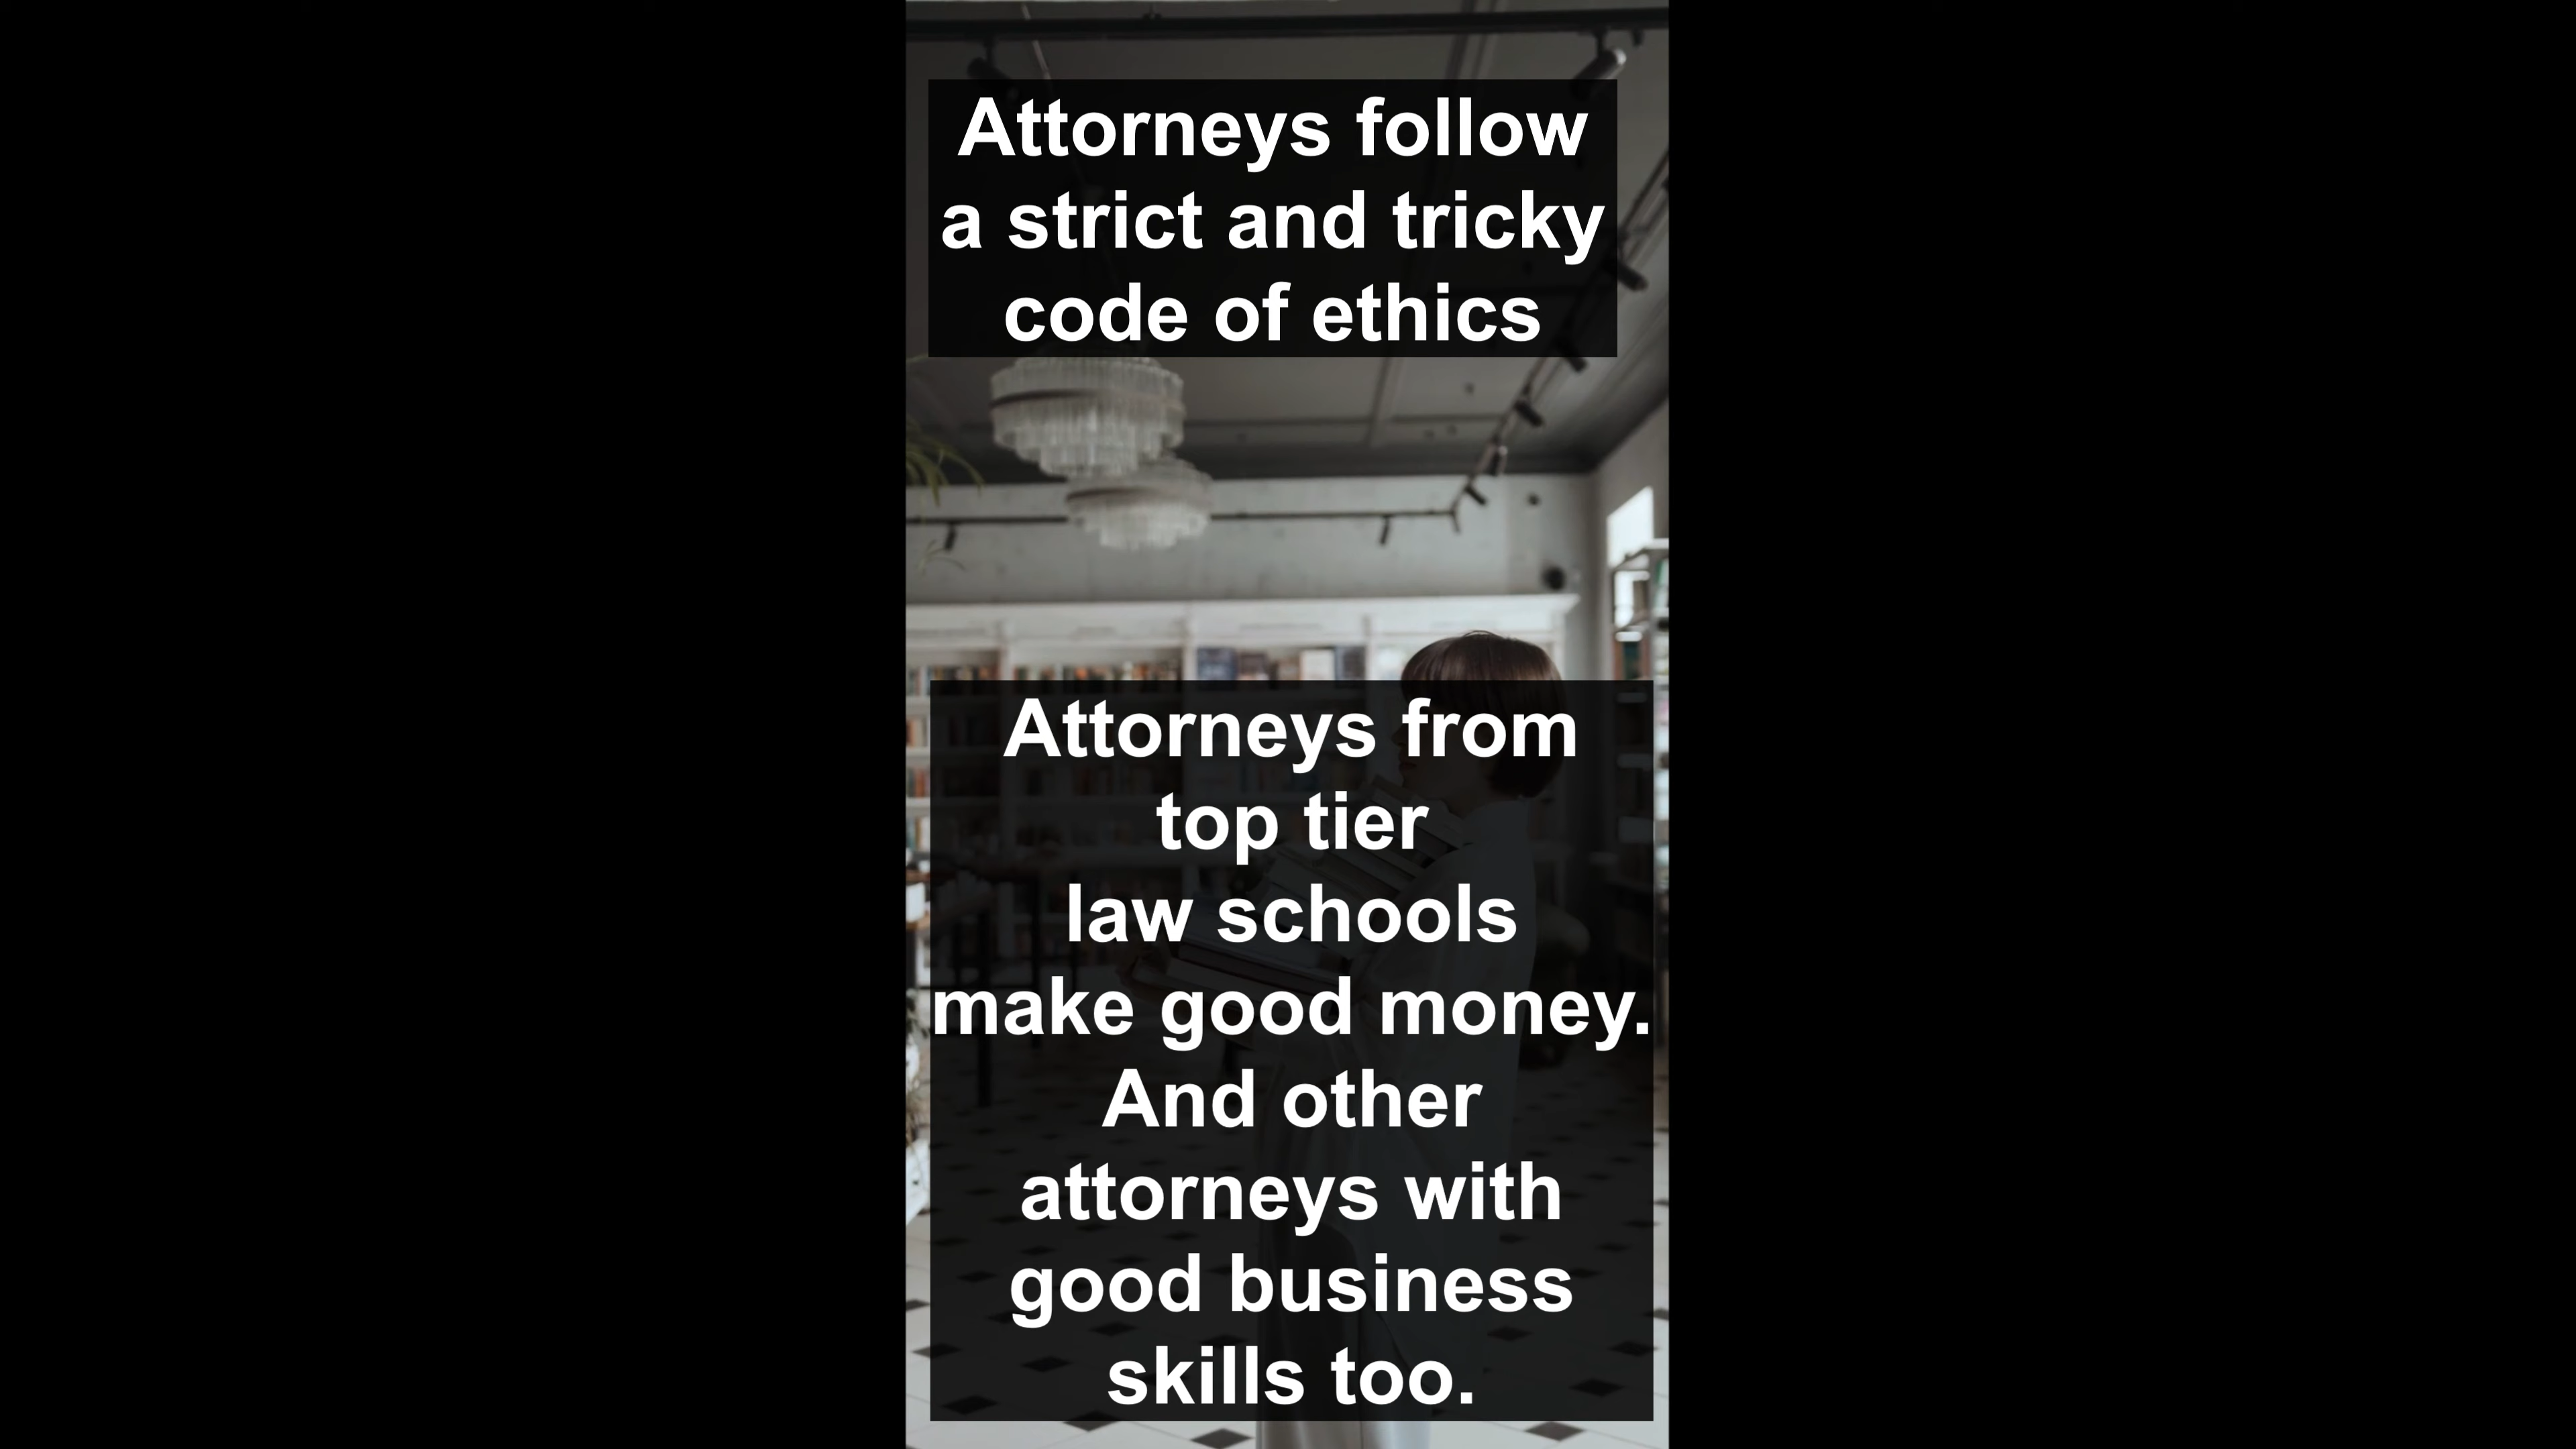 Attorneys follow
a strict and tricky
code of ethics
Attorneys from
top tier
law schools
make good money.
And other
attorneys with
good business
skills too.